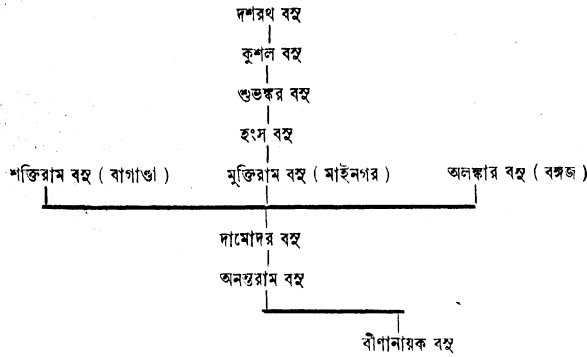 দশরথ বসু
কুশল বসু
শুভঙ্কর বসু
হংস বসু
শক্তিরাম বসু ( বাগাণ্ডা ) মুক্তিরাম বসু ( মাইনগর ) অলঙ্কার বসু ( বঙ্গজ )
দামোদর বসু
অনন্তরাম বসু
বীণানায়ক বসু